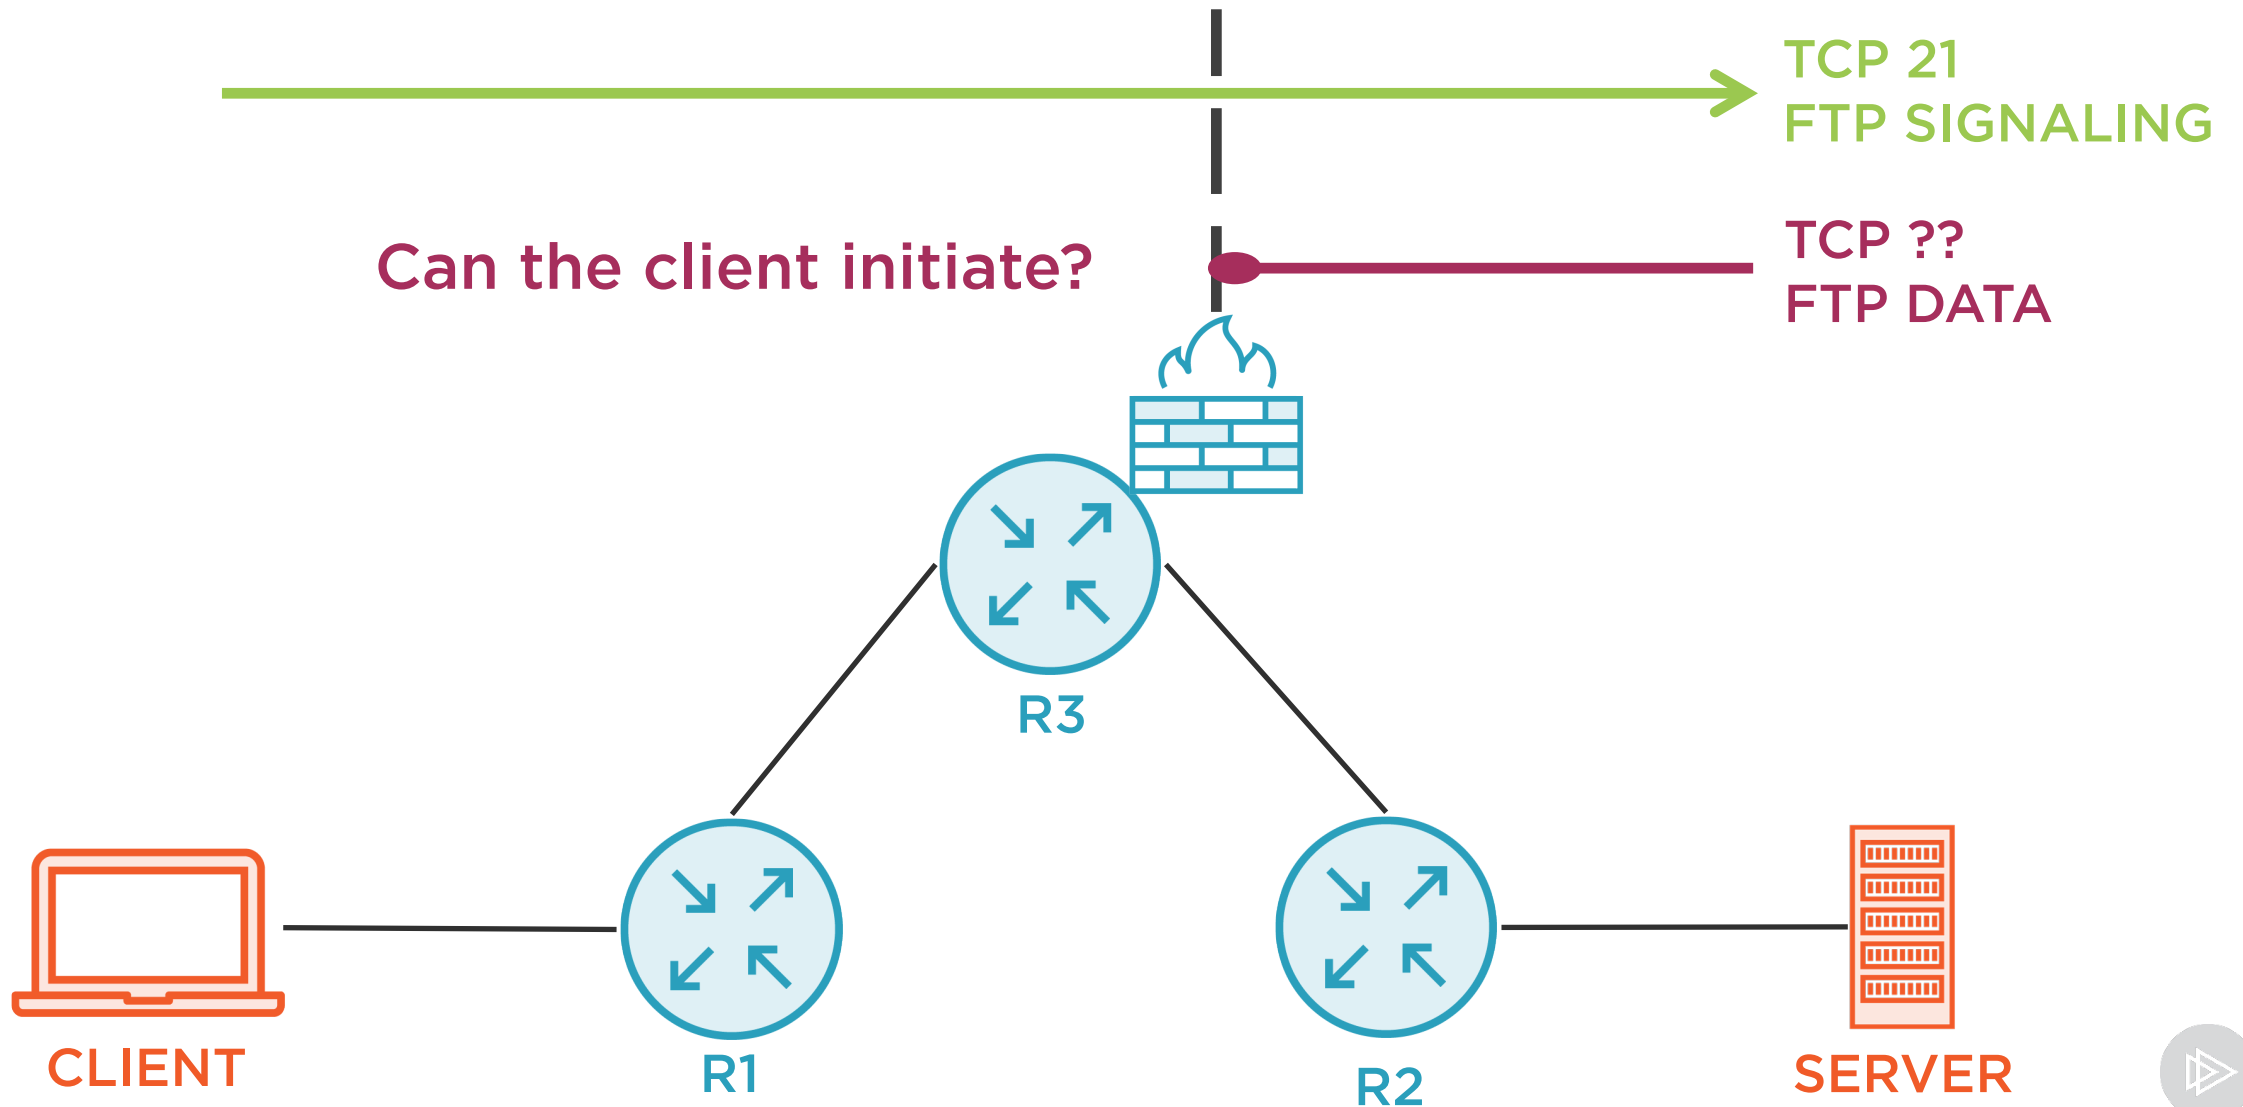 TCP 21
FTP SIGNALING
Can the client initiate?
TCP ??
FTP DATA
R3
CLIENT
R1
R2
SERVER